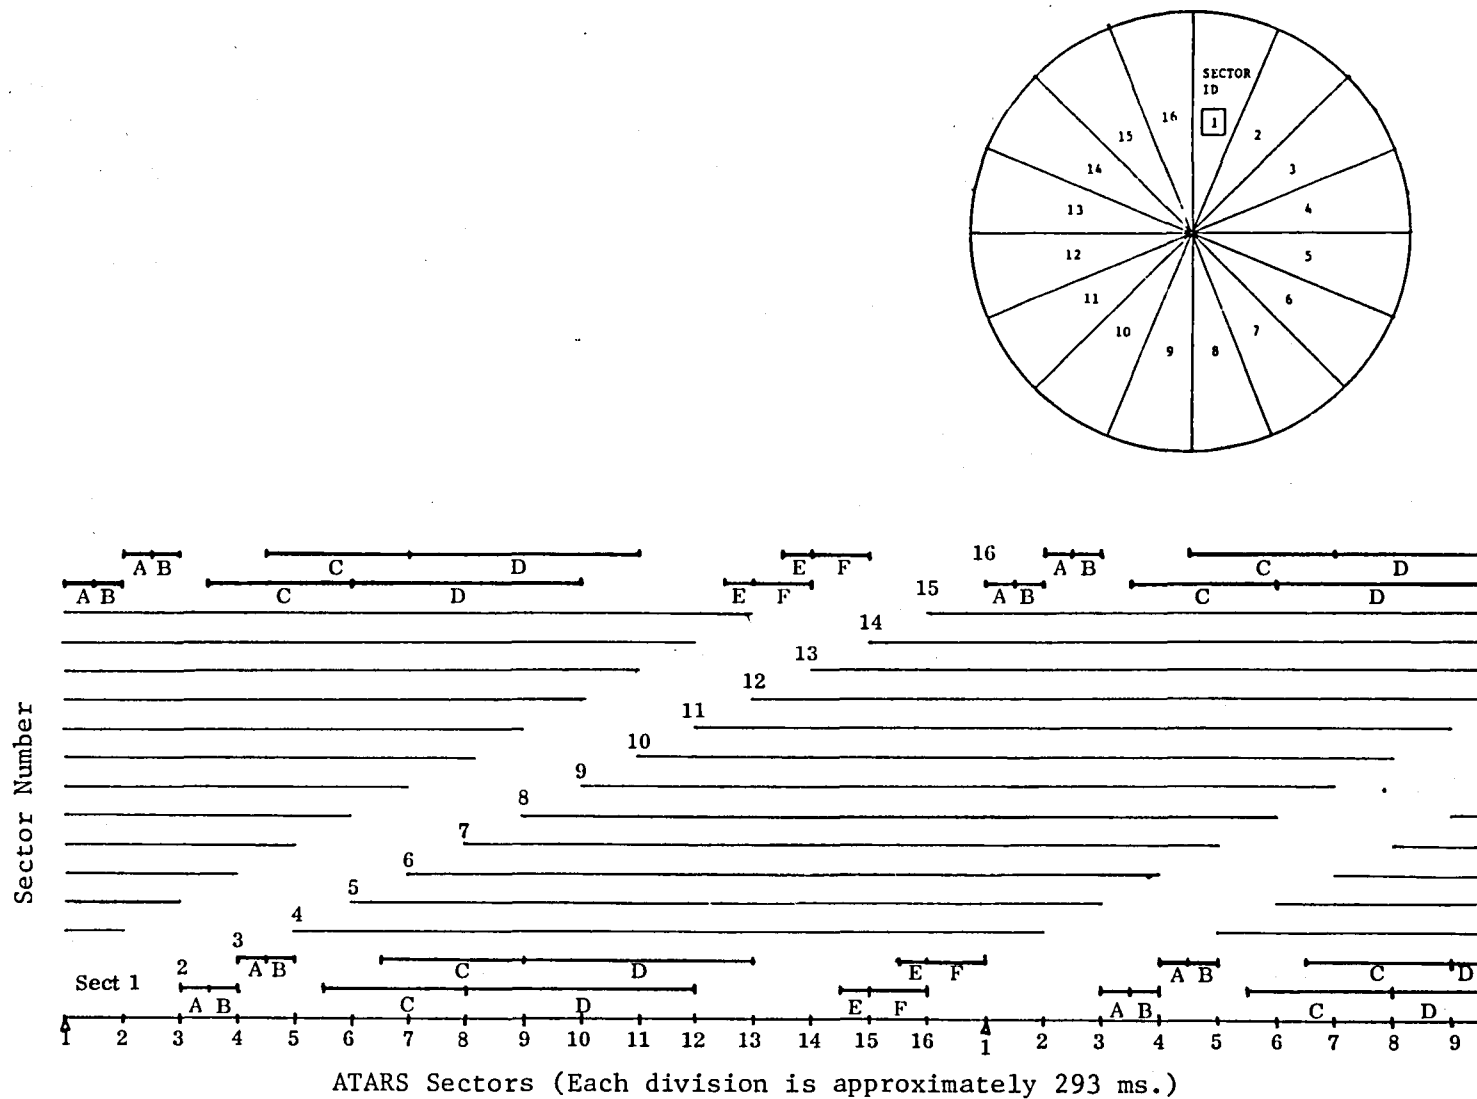 SECTOR
ID
1
16
2
15
3
14
4
13
5
12
6
11
7
10
8
9
A B C D E F 16 A B C D
A B C D E F 15 A B C D
14
13
12
11
10
9
8
7
6
5
4
3
A B C D E F A B C D
Sect 1 2
A B C D E F A B C D
1 2 3 4 5 6 7 8 9 10 11 12 13 14 15 16 1 2 3 4 5 6 7 8 9
Sector Number
ATARS Sectors (Each division is approximately 293 ms.)